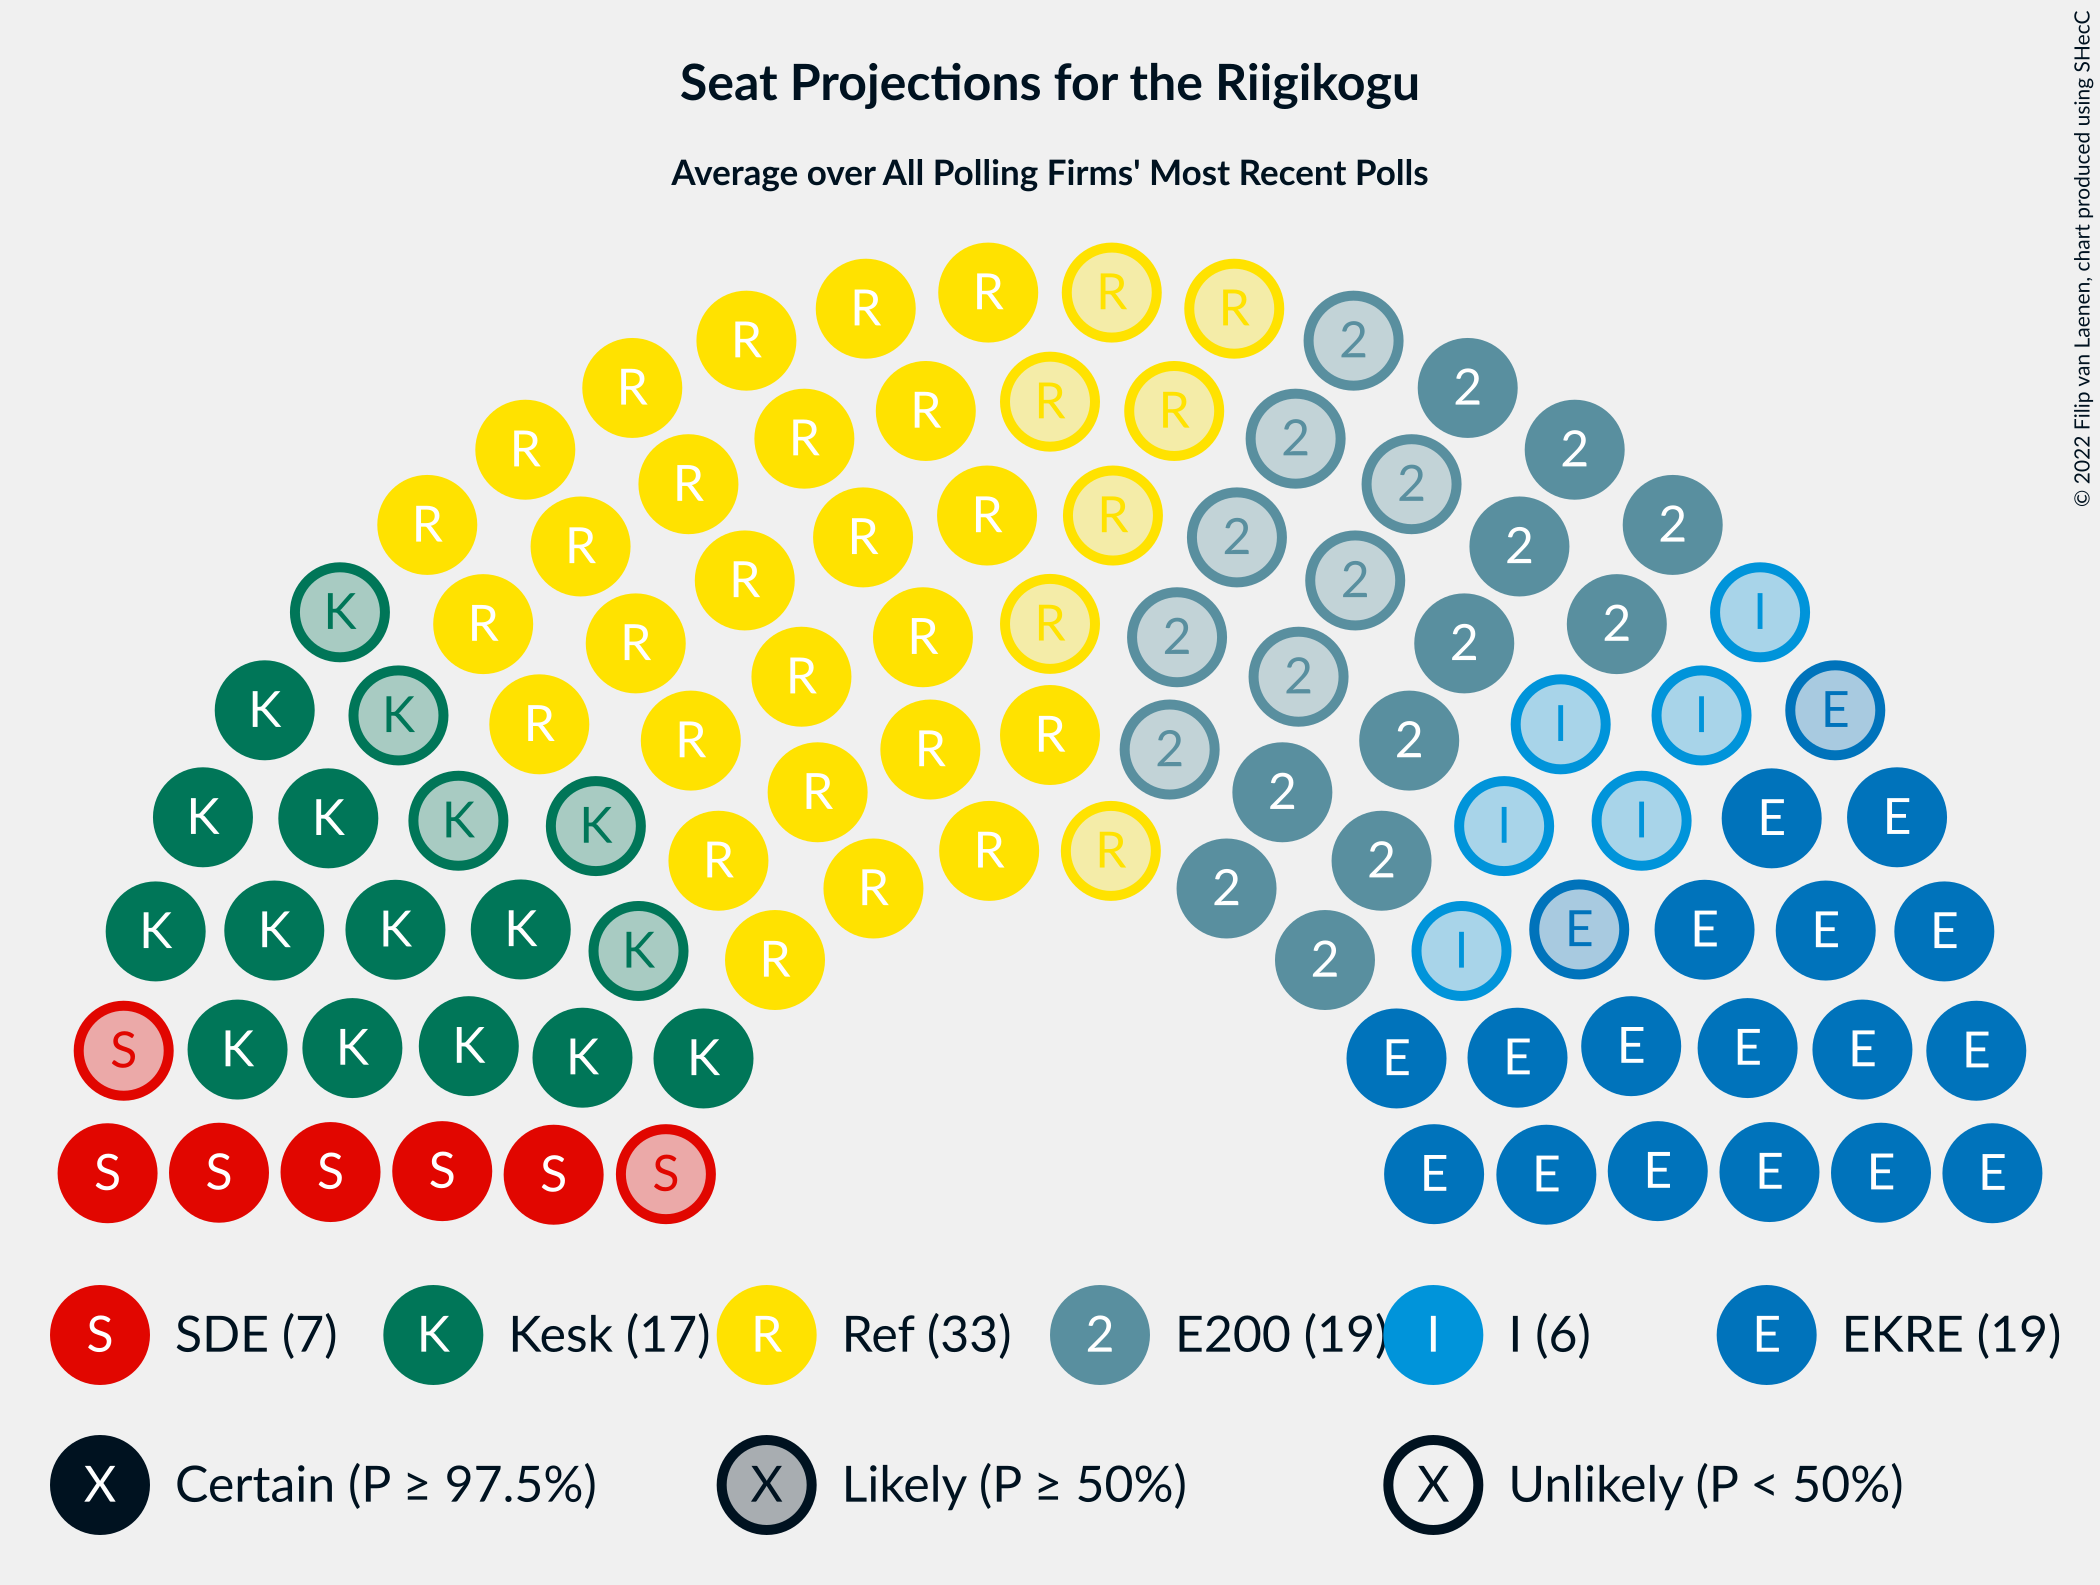 Seat Projections for the Riigikogu
Average over All Polling Firms' Most Recent Polls
© 2022 Filip van Laenen, chart produced using SHecC
R R
R R
R 2
R 2
R R R
R R 2 2
R 2
R R R R R 2 2 2
R 2
K R R R R 2 2 2 I
R 2
K K R R R R 2 2 I I E
K K K K R 2 I I E E
R R R R 2 2
K K K K K R 2 I E E E E
S K K K K K E E E E E E
S S S S S S E E E E E E
S SDE (7) K Kesk (17) R Ref (33) 2 E200 (19) I I (6) E EKRE (19)
X Certain (P ≥ 97.5%) X Likely (P ≥ 50%) X Unlikely (P < 50%)